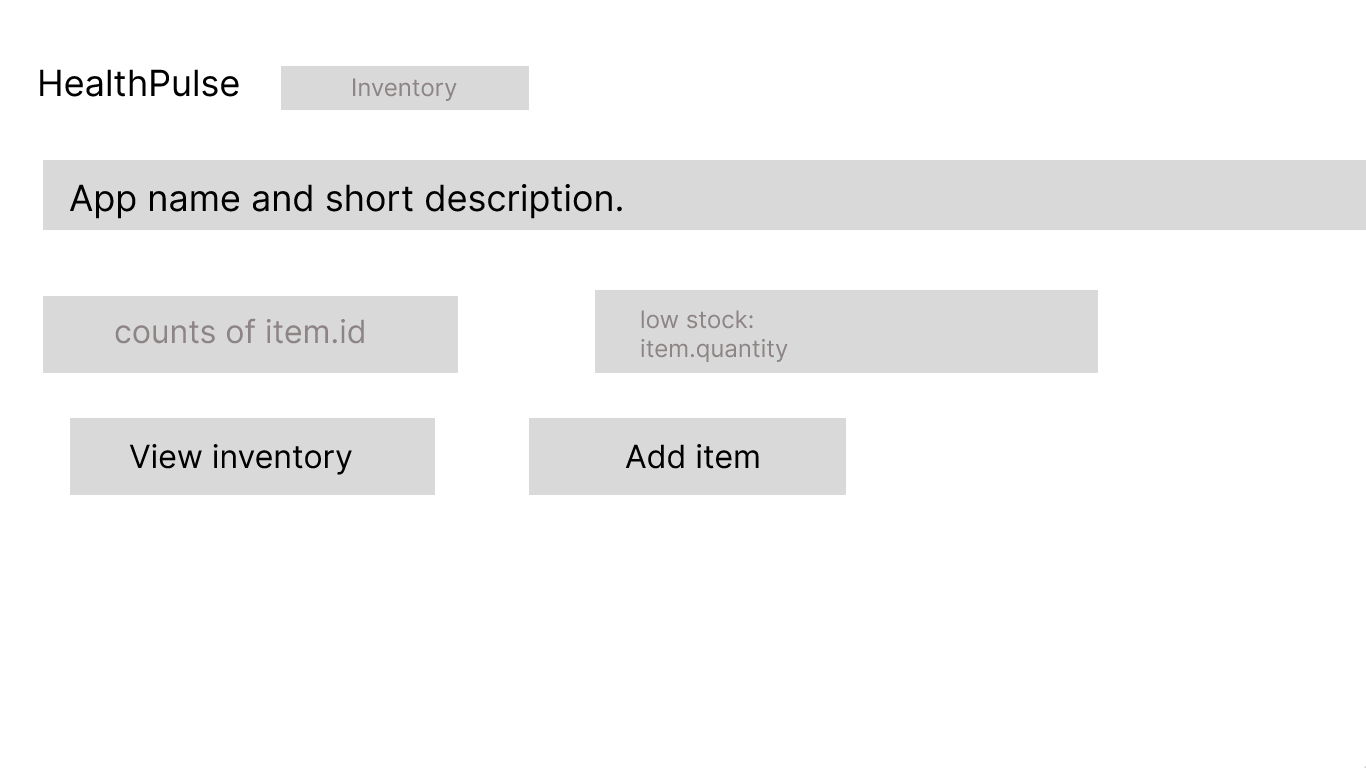 HealthPulse
Inventory
App name and short description.
counts of item.id
low stock:
item.quantity
View inventory
Add item